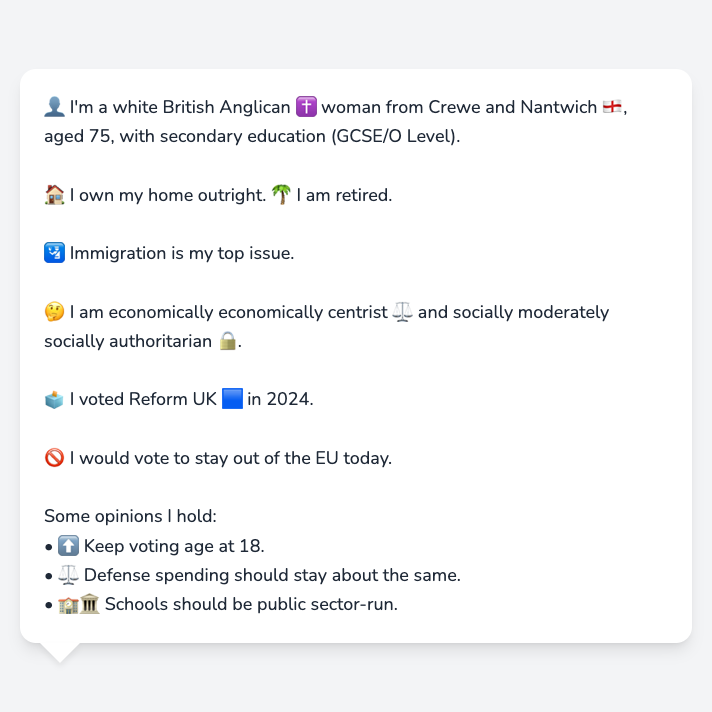 👤 I'm a white British Anglican ✝️ woman from Crewe and Nantwich 🏴󠁧󠁢󠁥󠁮󠁧󠁿,
aged 75, with secondary education (GCSE/O Level).
🏠 I own my home outright. 🌴 I am retired.
🛂 Immigration is my top issue.
🤔 I am economically economically centrist ⚖️ and socially moderately
socially authoritarian 🔒.
🗳️ I voted Reform UK 🟦 in 2024.
🚫 I would vote to stay out of the EU today.
Some opinions I hold:
• ⬆️ Keep voting age at 18.
• ⚖️ Defense spending should stay about the same.
• 🏫🏛️ Schools should be public sector-run.